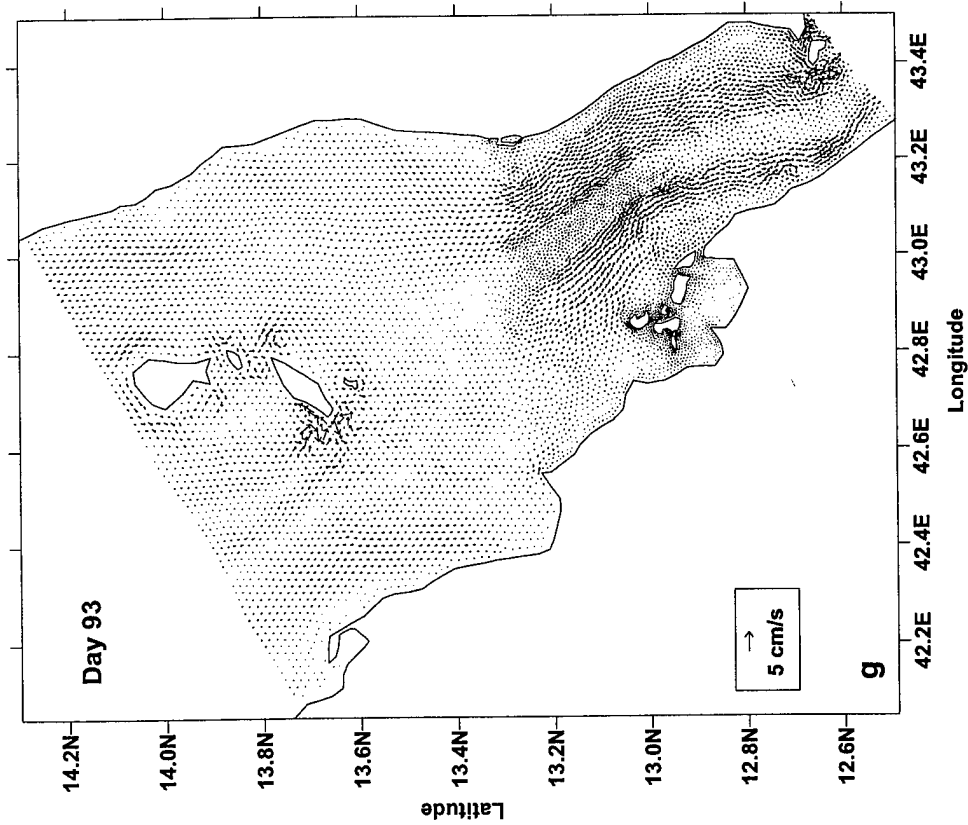 Day 93
Latitude
14.2N
14.0N
13.8N
13.6N
13.4N
13.2N
13.0N
12.8N
12.6N
5 cm/s
g
42.2E
42.4E
42.6E
42.8E
43.0E
43.2E
43.4E
Longitude